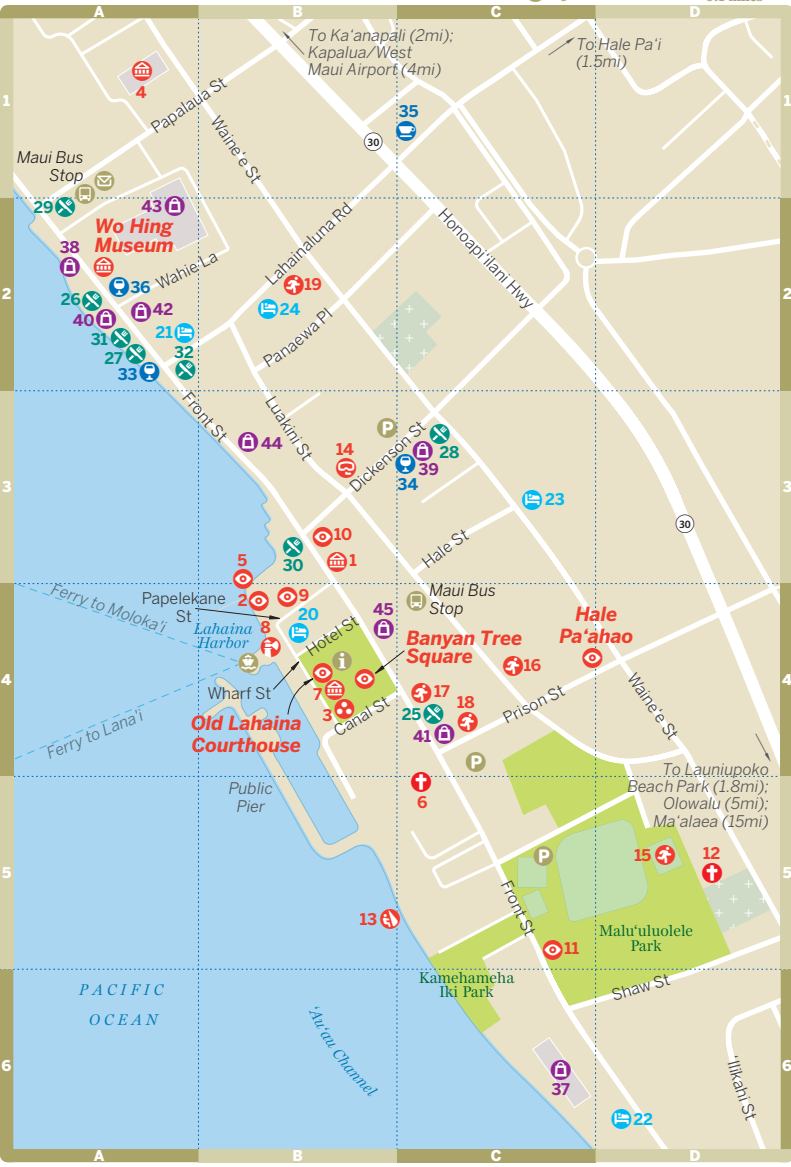 A B C D
1
2
3
4
5
6
To Ka‘anapali (2mi);
Kapalua/West
Maui Airport (4mi)
To Hale Pa‘i
(1.5mi)
4
Papalaua St
Waine‘e St
35
30
Maui Bus
Stop
29
43
Wo Hing
Museum
38
36
Wahie La
Lahainaluna Rd
19
Honoapi‘ilani Hwy
26
42
24
40
21
31
27
32
33
Panaewa Pl
Front St
Luakini St
44
14
P
Dickenson St
28
39
34
23
30
10
30
1
Hale St
5
2
9
Ferry to Moloka‘i
Papelekane
St
20
45
Maui Bus
Stop
Hale
Pa‘ahao
Lahaina
Harbor
8
Hotel St
Banyan Tree
Square
16
i
Wharf St
7
3
17
18
25
41
Prison St
Waine‘e St
Old Lahaina
Courthouse
Canal St
Ferry to Lana‘i
P
6
To Launiupoko
Beach Park (1.8mi);
Olowalu (5mi);
Ma‘alaea (15mi)
Public
Pier
P
15
12
13
Front St
11
Malu‘uluolele
Park
Kamehameha
Iki Park
Shaw St
PACIFIC
OCEAN
‘Au‘au Channel
37
22
‘Ilikahi St
1
2
3
4
5
6
A B C D